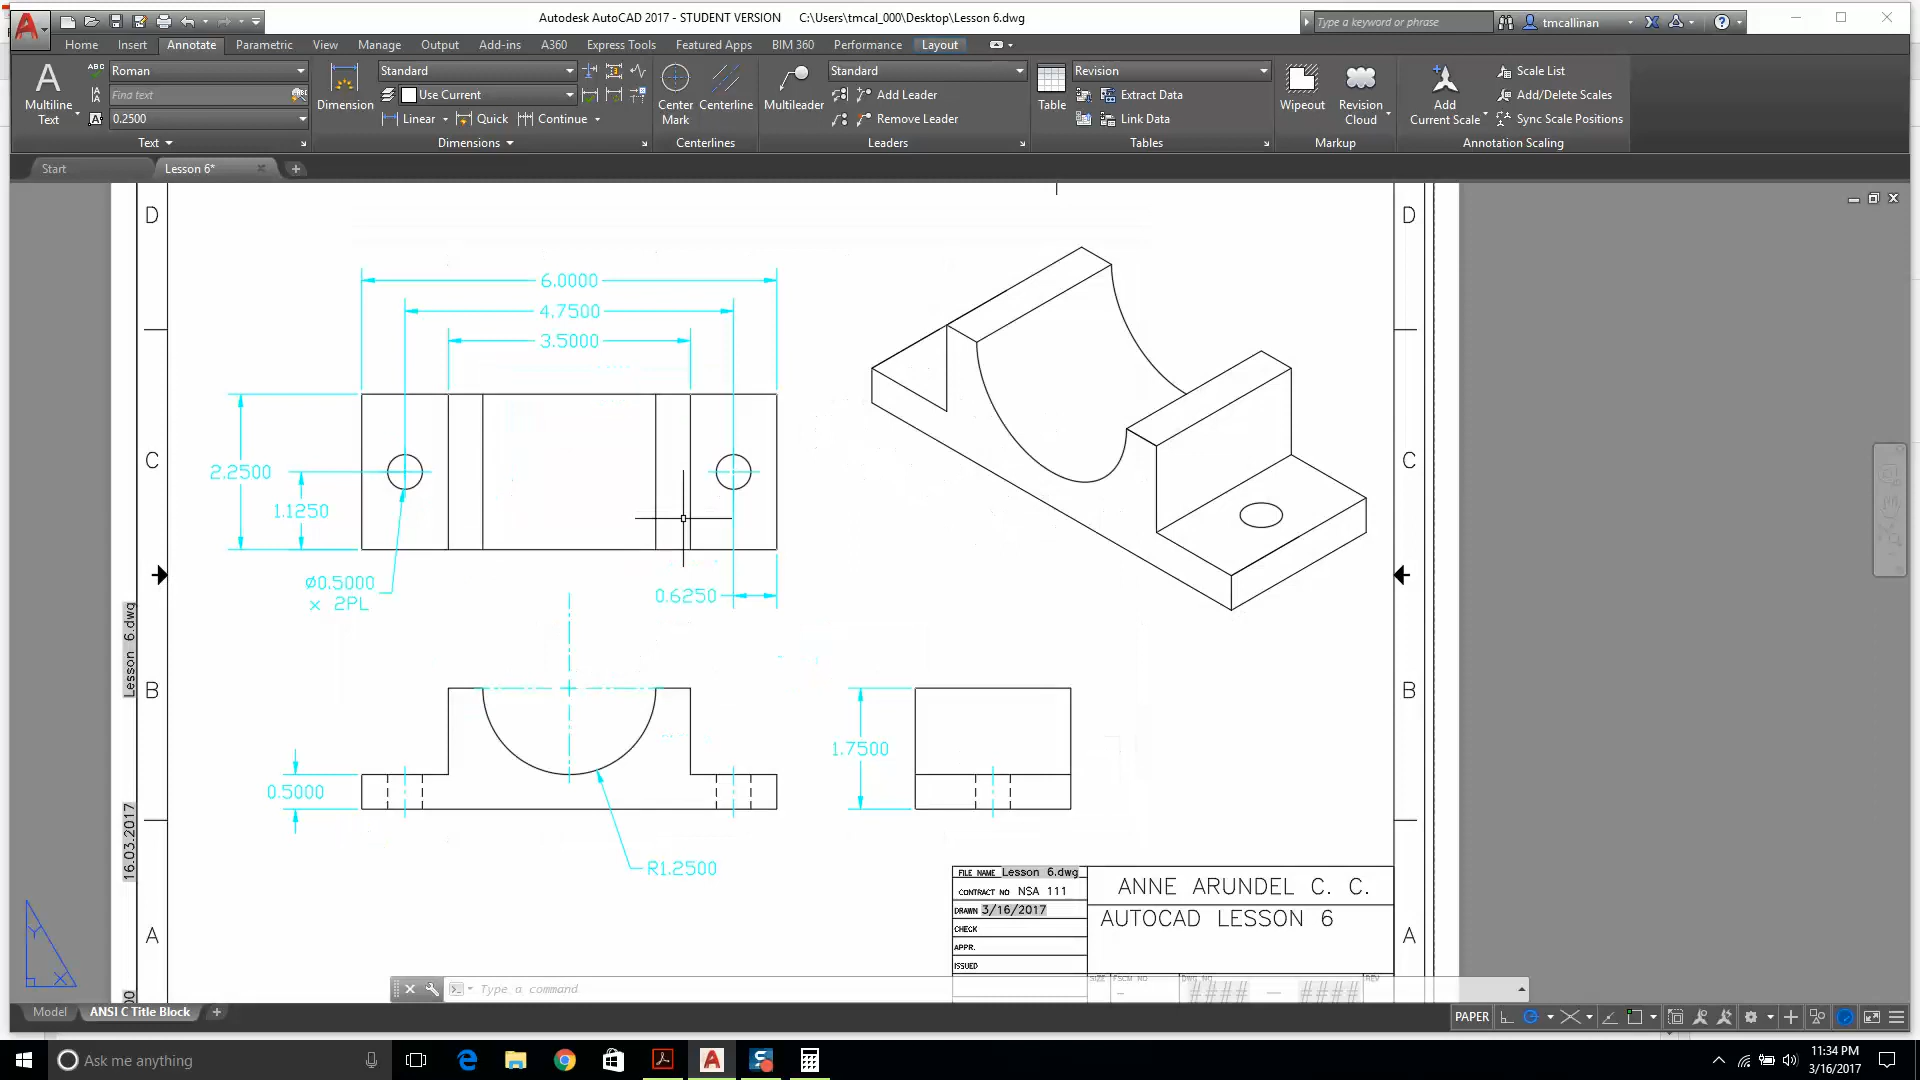 Autodesk AutoCAD 2017 - STUDENT VERSION C:\Users\tmcal_000\Desktop\Lesson 6.dwg
Type a keyword or phrase
tmcallinan
Home Insert Annotate Parametric View Manage Output Add-ins A360 Express Tools Featured Apps BIM 360 Performance Layout
Multiline Text
ABC
Roman
Find text
0.2500
Text
Dimension
Standard
Use Current
Linear Quick Continue
Dimensions
Center Mark
Centerline
Centerlines
Multileader
Standard
Add Leader
Remove Leader
Leaders
Table
Revision
Extract Data
Link Data
Tables
Wipeout
Revision Cloud
Markup
Add Current Scale
Scale List
Add/Delete Scales
Sync Scale Positions
Annotation Scaling
Start Lesson 6*
D D
6.0000
4.7500
3.5000
C C
2.2500
1.1250
Ø0.5000
x 2PL
0.6250
Lesson 6.dwg
B B
1.7500
0.5000
R1.2500
16.03.2017
FILE NAME Lesson 6.dwg
CONTRACT NO NSA 111
DRAWN 3/16/2017
CHECK
APPR.
ISSUED
ANNE ARUNDEL C. C.
AUTOCAD LESSON 6
A A
Y
X
SIZE FSCM NO DWG NO REV
- #### — ####
Type a command
Model ANSI C Title Block
PAPER
Ask me anything
11:34 PM
3/16/2017